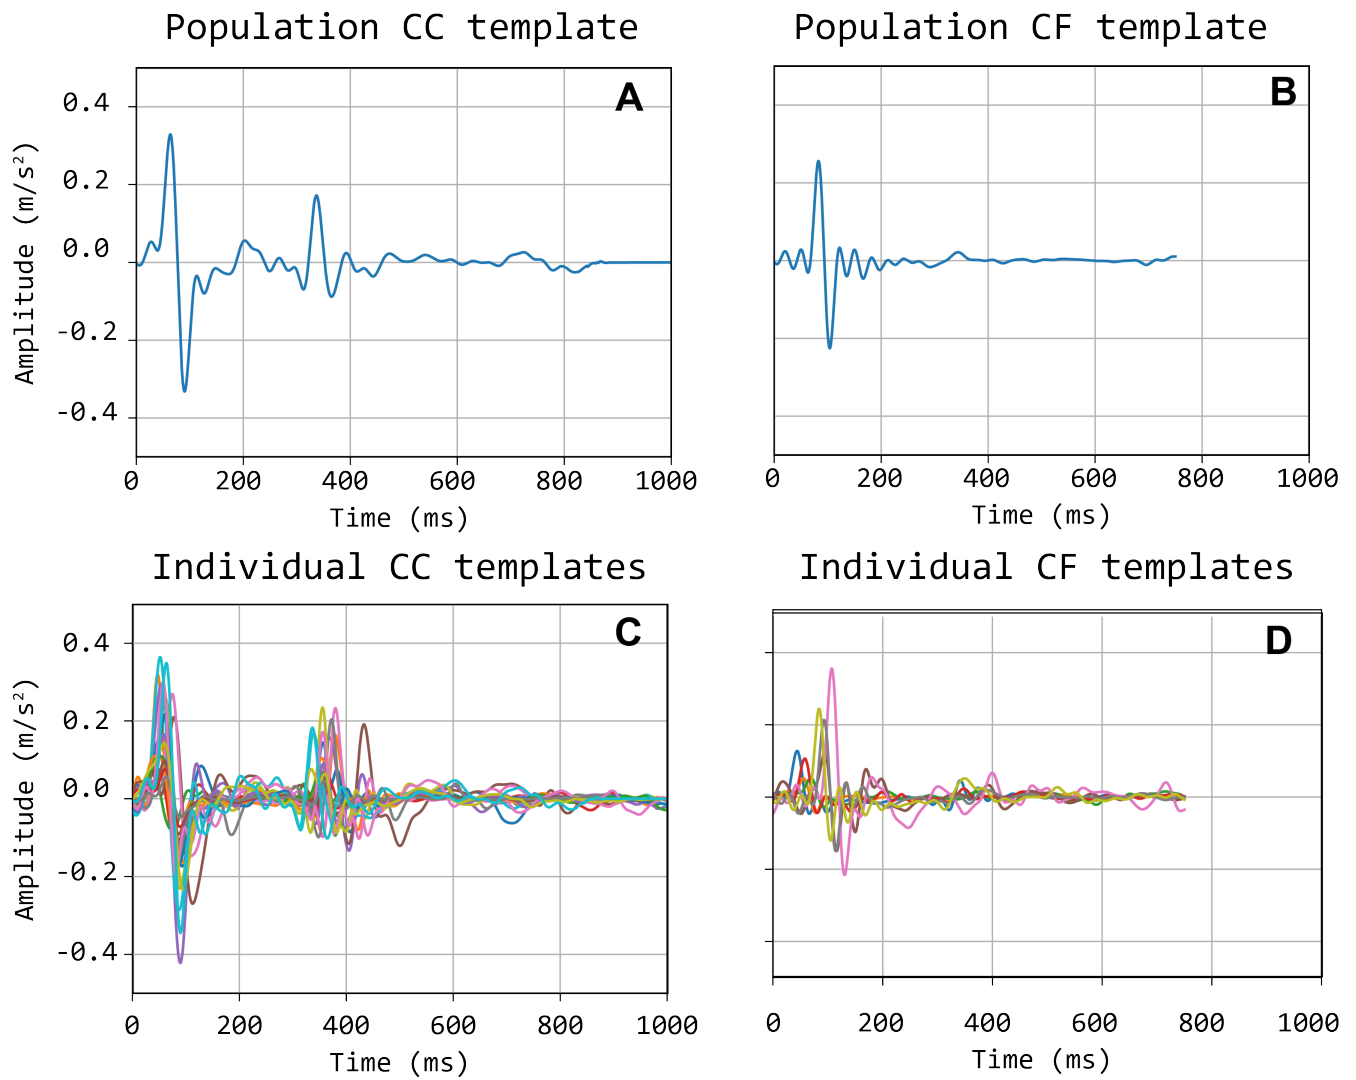 Population CC template
Population CF template
A
B
Amplitude (m/s²)
0.4
0.2
0.0
-0.2
-0.4
0 200 400 600 800 1000
Time (ms)
0 200 400 600 800 1000
Time (ms)
Individual CC templates
Individual CF templates
C
D
Amplitude (m/s²)
0.4
0.2
0.0
-0.2
-0.4
0 200 400 600 800 1000
Time (ms)
0 200 400 600 800 1000
Time (ms)